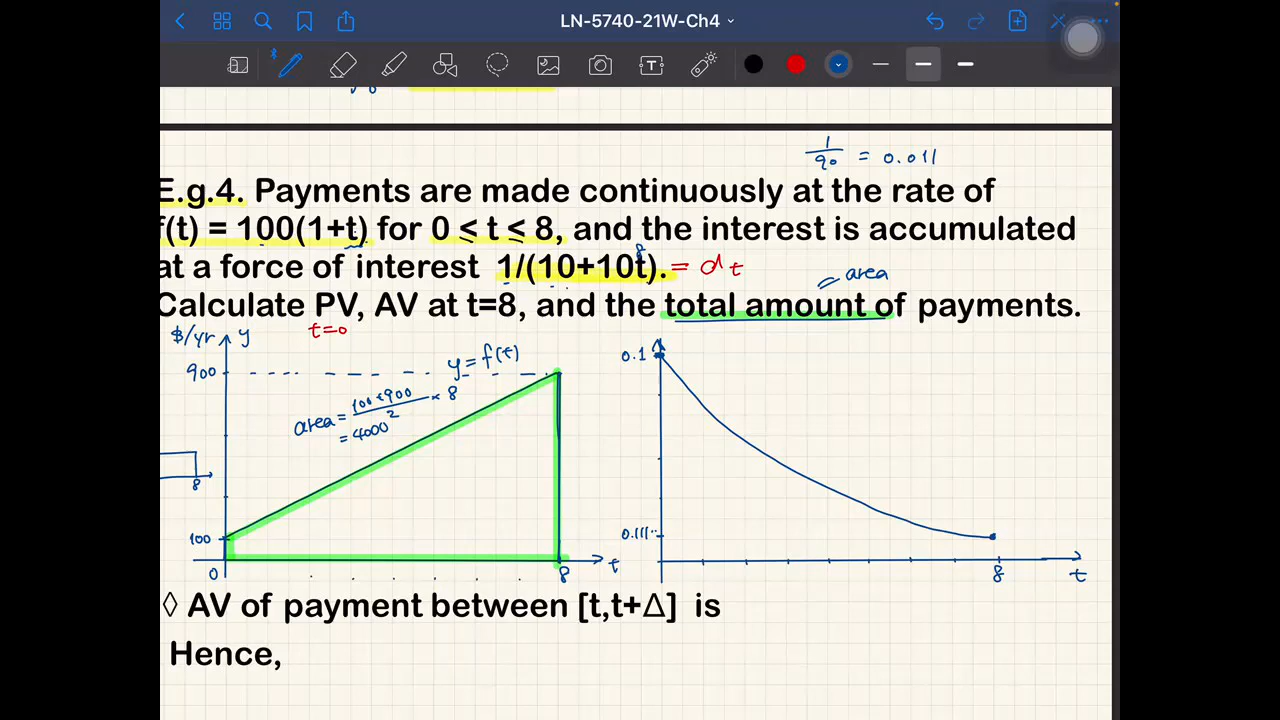 LN-5740-21W-Ch4
1/90 = 0.011
E.g.4. Payments are made continuously at the rate of
f(t) = 100(1+t) for 0 ≤ t ≤ 8, and the interest is accumulated
8
at a force of interest 1/(10+10t). = dt
area
Calculate PV, AV at t=8, and the total amount of payments.
t=0
$/yr y
y = f(t)
0.1
900
area = (100+900)/2 × 8
= 4000
8
0.111..
100
0
8
t
8
t
◊ AV of payment between [t,t+Δ] is
Hence,